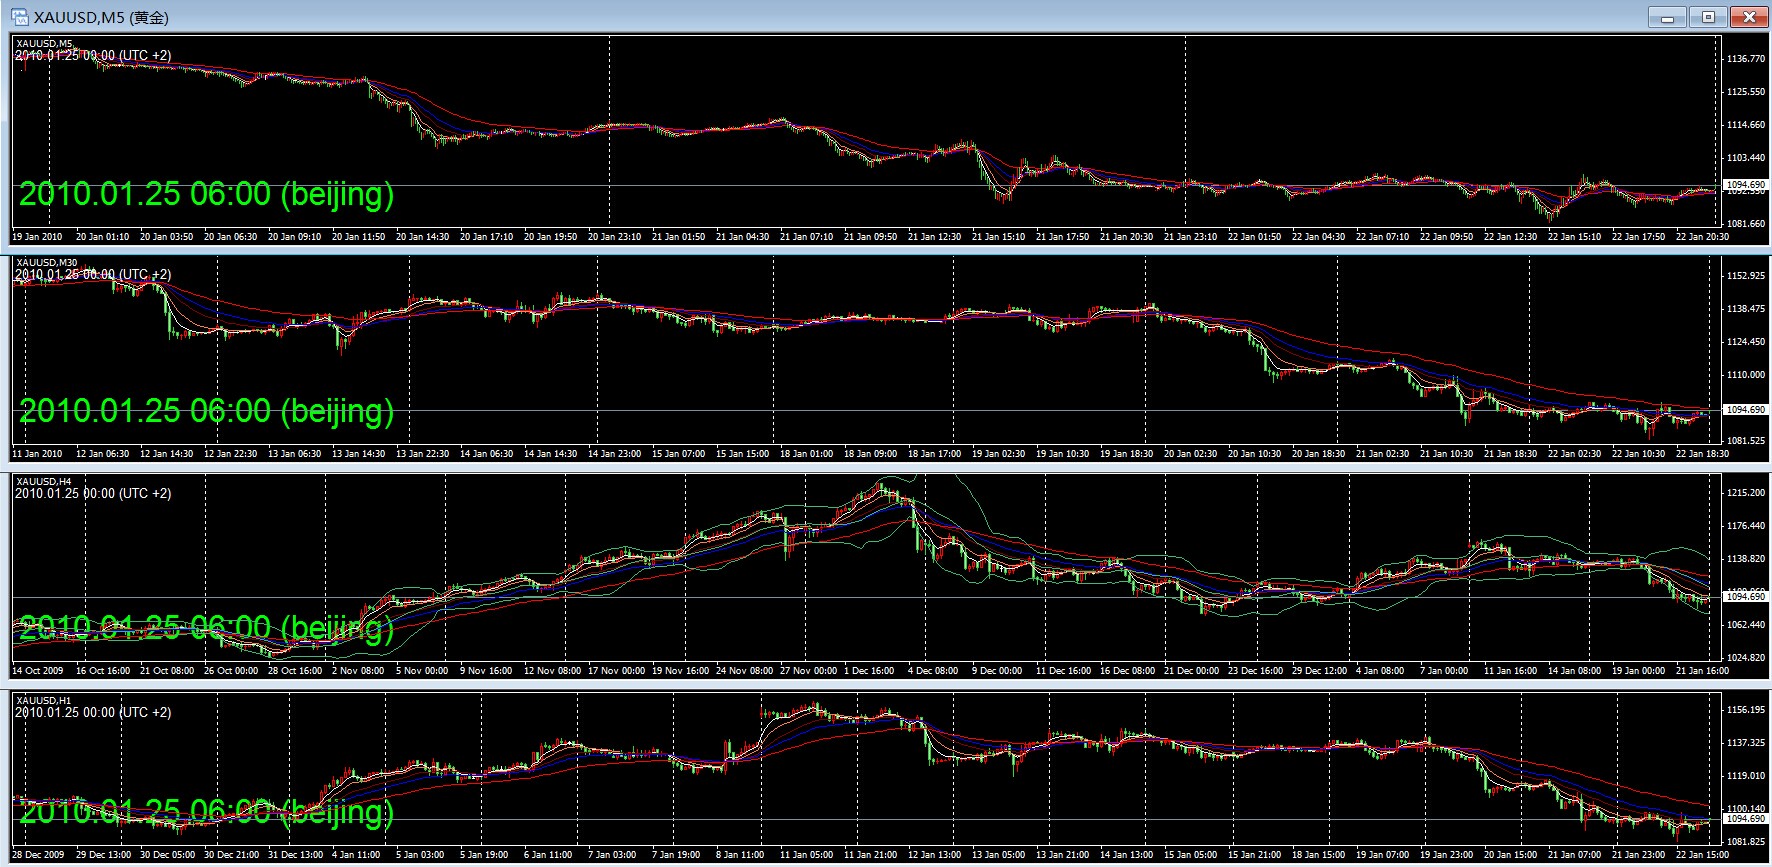 XAUUSD,M5 (黄金)
XAUUSD,M5
2010.01.25 00:00 (UTC +2)
1136.770
1125.550
1114.660
1103.440
1094.690
1081.660
2010.01.25 06:00 (beijing)
19 Jan 2010 20 Jan 01:10 20 Jan 03:50 20 Jan 06:30 20 Jan 09:10 20 Jan 11:50 20 Jan 14:30 20 Jan 17:10 20 Jan 19:50 20 Jan 23:10 21 Jan 01:50 21 Jan 04:30 21 Jan 07:10 21 Jan 09:50 21 Jan 12:30 21 Jan 15:10 21 Jan 17:50 21 Jan 20:30 21 Jan 23:10 22 Jan 01:50 22 Jan 04:30 22 Jan 07:10 22 Jan 09:50 22 Jan 12:30 22 Jan 15:10 22 Jan 17:50 22 Jan 20:30
XAUUSD,M30
2010.01.25 00:00 (UTC +2)
1152.925
1138.475
1124.450
1110.000
1094.690
1081.525
2010.01.25 06:00 (beijing)
11 Jan 2010 12 Jan 06:30 12 Jan 14:30 12 Jan 22:30 13 Jan 06:30 13 Jan 14:30 13 Jan 22:30 14 Jan 06:30 14 Jan 14:30 14 Jan 23:00 15 Jan 07:00 15 Jan 15:00 18 Jan 01:00 18 Jan 09:00 18 Jan 17:00 19 Jan 02:30 19 Jan 10:30 19 Jan 18:30 20 Jan 02:30 20 Jan 10:30 20 Jan 18:30 21 Jan 02:30 21 Jan 10:30 21 Jan 18:30 22 Jan 02:30 22 Jan 10:30 22 Jan 18:30
XAUUSD,H4
2010.01.25 00:00 (UTC +2)
1215.200
1176.440
1138.820
1094.690
1062.440
1024.820
2010.01.25 06:00 (beijing)
14 Oct 2009 16 Oct 16:00 21 Oct 08:00 26 Oct 00:00 28 Oct 16:00 2 Nov 08:00 5 Nov 00:00 9 Nov 16:00 12 Nov 08:00 17 Nov 00:00 19 Nov 16:00 24 Nov 08:00 27 Nov 00:00 1 Dec 16:00 4 Dec 08:00 9 Dec 00:00 11 Dec 16:00 16 Dec 08:00 21 Dec 00:00 23 Dec 16:00 29 Dec 12:00 4 Jan 08:00 7 Jan 00:00 11 Jan 16:00 14 Jan 08:00 19 Jan 00:00 21 Jan 16:00
XAUUSD,H1
2010.01.25 00:00 (UTC +2)
1156.195
1137.325
1119.010
1100.140
1094.690
1081.825
2010.01.25 06:00 (beijing)
28 Dec 2009 29 Dec 13:00 30 Dec 05:00 30 Dec 21:00 31 Dec 13:00 4 Jan 11:00 5 Jan 03:00 5 Jan 19:00 6 Jan 11:00 7 Jan 03:00 7 Jan 19:00 8 Jan 11:00 11 Jan 05:00 11 Jan 21:00 12 Jan 13:00 13 Jan 05:00 13 Jan 21:00 14 Jan 13:00 15 Jan 05:00 15 Jan 21:00 18 Jan 15:00 19 Jan 07:00 19 Jan 23:00 20 Jan 15:00 21 Jan 07:00 21 Jan 23:00 22 Jan 15:00